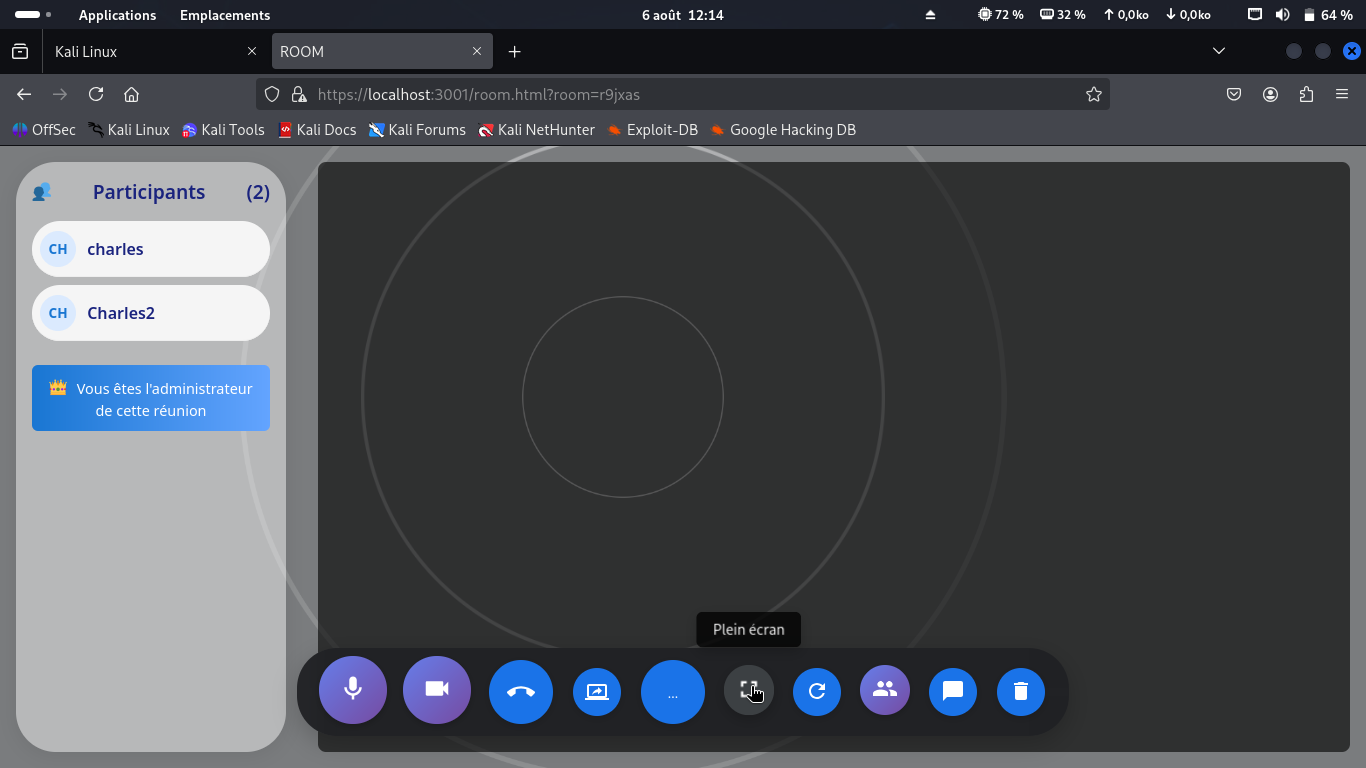 Applications Emplacements 6 août 12:14 72 % 32 % 0,0ko 0,0ko 64 %
Kali Linux ROOM
https://localhost:3001/room.html?room=r9jxas
OffSec Kali Linux Kali Tools Kali Docs Kali Forums Kali NetHunter Exploit-DB Google Hacking DB
Participants (2)
CH charles
CH Charles2
Vous êtes l'administrateur
de cette réunion
Plein écran
...